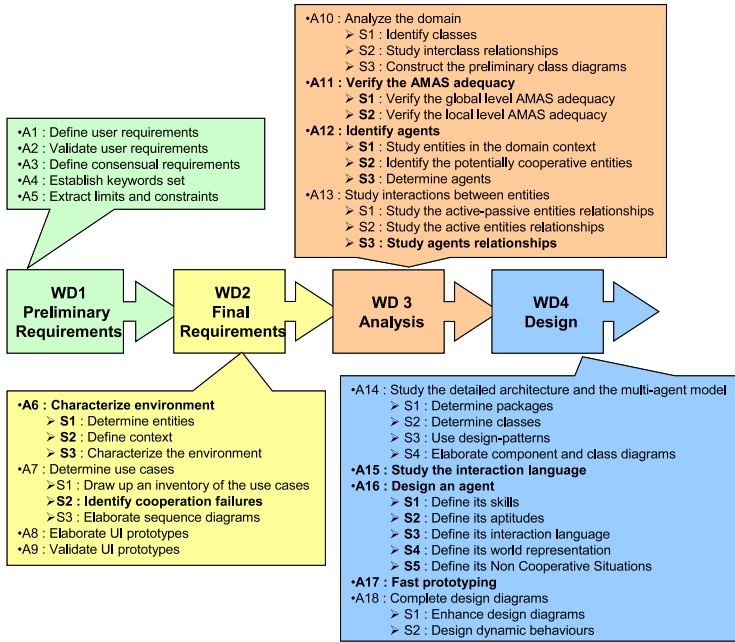 •A10 : Analyze the domain
➢ S1 : Identify classes
➢ S2 : Study interclass relationships
➢ S3 : Construct the preliminary class diagrams
•A11 : Verify the AMAS adequacy
➢ S1 : Verify the global level AMAS adequacy
➢ S2 : Verify the local level AMAS adequacy
•A12 : Identify agents
➢ S1 : Study entities in the domain context
➢ S2 : Identify the potentially cooperative entities
➢ S3 : Determine agents
•A13 : Study interactions between entities
➢ S1 : Study the active-passive entities relationships
➢ S2 : Study the active entities relationships
➢ S3 : Study agents relationships
•A1 : Define user requirements
•A2 : Validate user requirements
•A3 : Define consensual requirements
•A4 : Establish keywords set
•A5 : Extract limits and constraints
WD1
Preliminary
Requirements
WD2
Final
Requirements
WD 3
Analysis
WD4
Design
•A6 : Characterize environment
➢ S1 : Determine entities
➢ S2 : Define context
➢ S3 : Characterize the environment
•A7 : Determine use cases
➢ S1 : Draw up an inventory of the use cases
➢ S2: Identify cooperation failures
➢ S3 : Elaborate sequence diagrams
•A8 : Elaborate UI prototypes
•A9 : Validate UI prototypes
•A14 : Study the detailed architecture and the multi-agent model
➢ S1 : Determine packages
➢ S2 : Determine classes
➢ S3 : Use design-patterns
➢ S4 : Elaborate component and class diagrams
•A15 : Study the interaction language
•A16 : Design an agent
➢ S1 : Define its skills
➢ S2 : Define its aptitudes
➢ S3 : Define its interaction language
➢ S4 : Define its world representation
➢ S5 : Define its Non Cooperative Situations
•A17 : Fast prototyping
•A18 : Complete design diagrams
➢ S1 : Enhance design diagrams
➢ S2 : Design dynamic behaviours